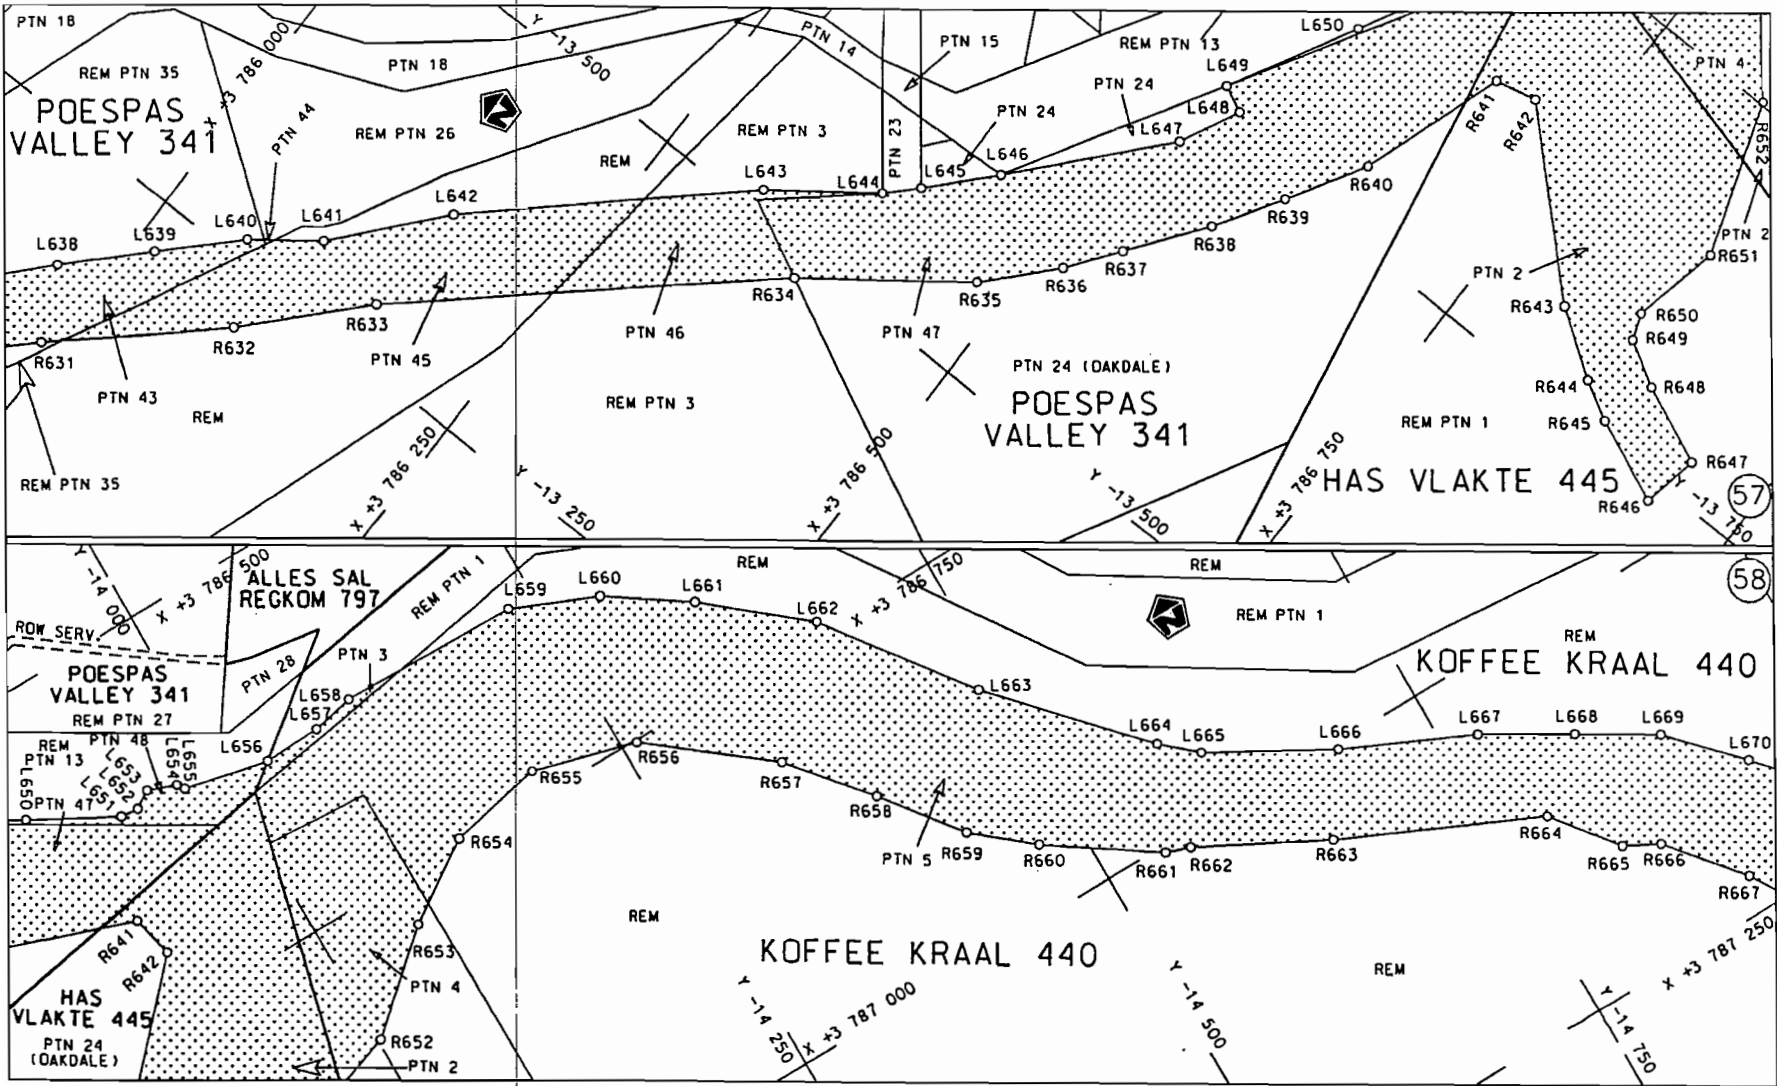 PTN 18
REM PTN 35
POESPAS
VALLEY 341
X +3 786 000
PTN 44
PTN 18
REM PTN 26
Y -13 500
REM
PTN 14
REM PTN 3
PTN 15
PTN 23
PTN 24
REM PTN 13
PTN 24
L650
L649
L648
L647
L646
L645
L644
L643
L642
L641
L640
L639
L638
R631
R632
R633
R634
R635
R636
R637
R638
R639
R640
R641
R642
R643
R644
R645
R646
R647
R648
R649
R650
R651
R652
PTN 4
PTN 2
PTN 2
PTN 43
REM
REM PTN 35
PTN 45
PTN 46
REM PTN 3
PTN 47
PTN 24 (OAKDALE)
POESPAS
VALLEY 341
REM PTN 1
HAS VLAKTE 445
X +3 786 250
Y -13 250
X +3 786 500
Y -13 500
X +3 786 750
Y -13 750
57
58
Y -14 000
X +3 786 500
ALLES SAL
REGKOM 797
REM PTN 1
ROW SERV.
POESPAS
VALLEY 341
REM PTN 27
PTN 28
PTN 3
REM
PTN 13
PTN 48
PTN 47
L650
L651
L652
L653
L654
L655
L656
L657
L658
L659
L660
L661
L662
L663
L664
L665
L666
L667
L668
L669
L670
REM
X +3 786 750
REM
REM PTN 1
REM
KOFFEE KRAAL 440
R641
R642
HAS
VLAKTE 445
PTN 24
(OAKDALE)
R652
R653
R654
R655
R656
R657
R658
R659
R660
R661
R662
R663
R664
R665
R666
R667
PTN 4
PTN 2
PTN 5
REM
KOFFEE KRAAL 440
REM
Y -14 250
X +3 787 000
Y -14 500
Y -14 750
X +3 787 250